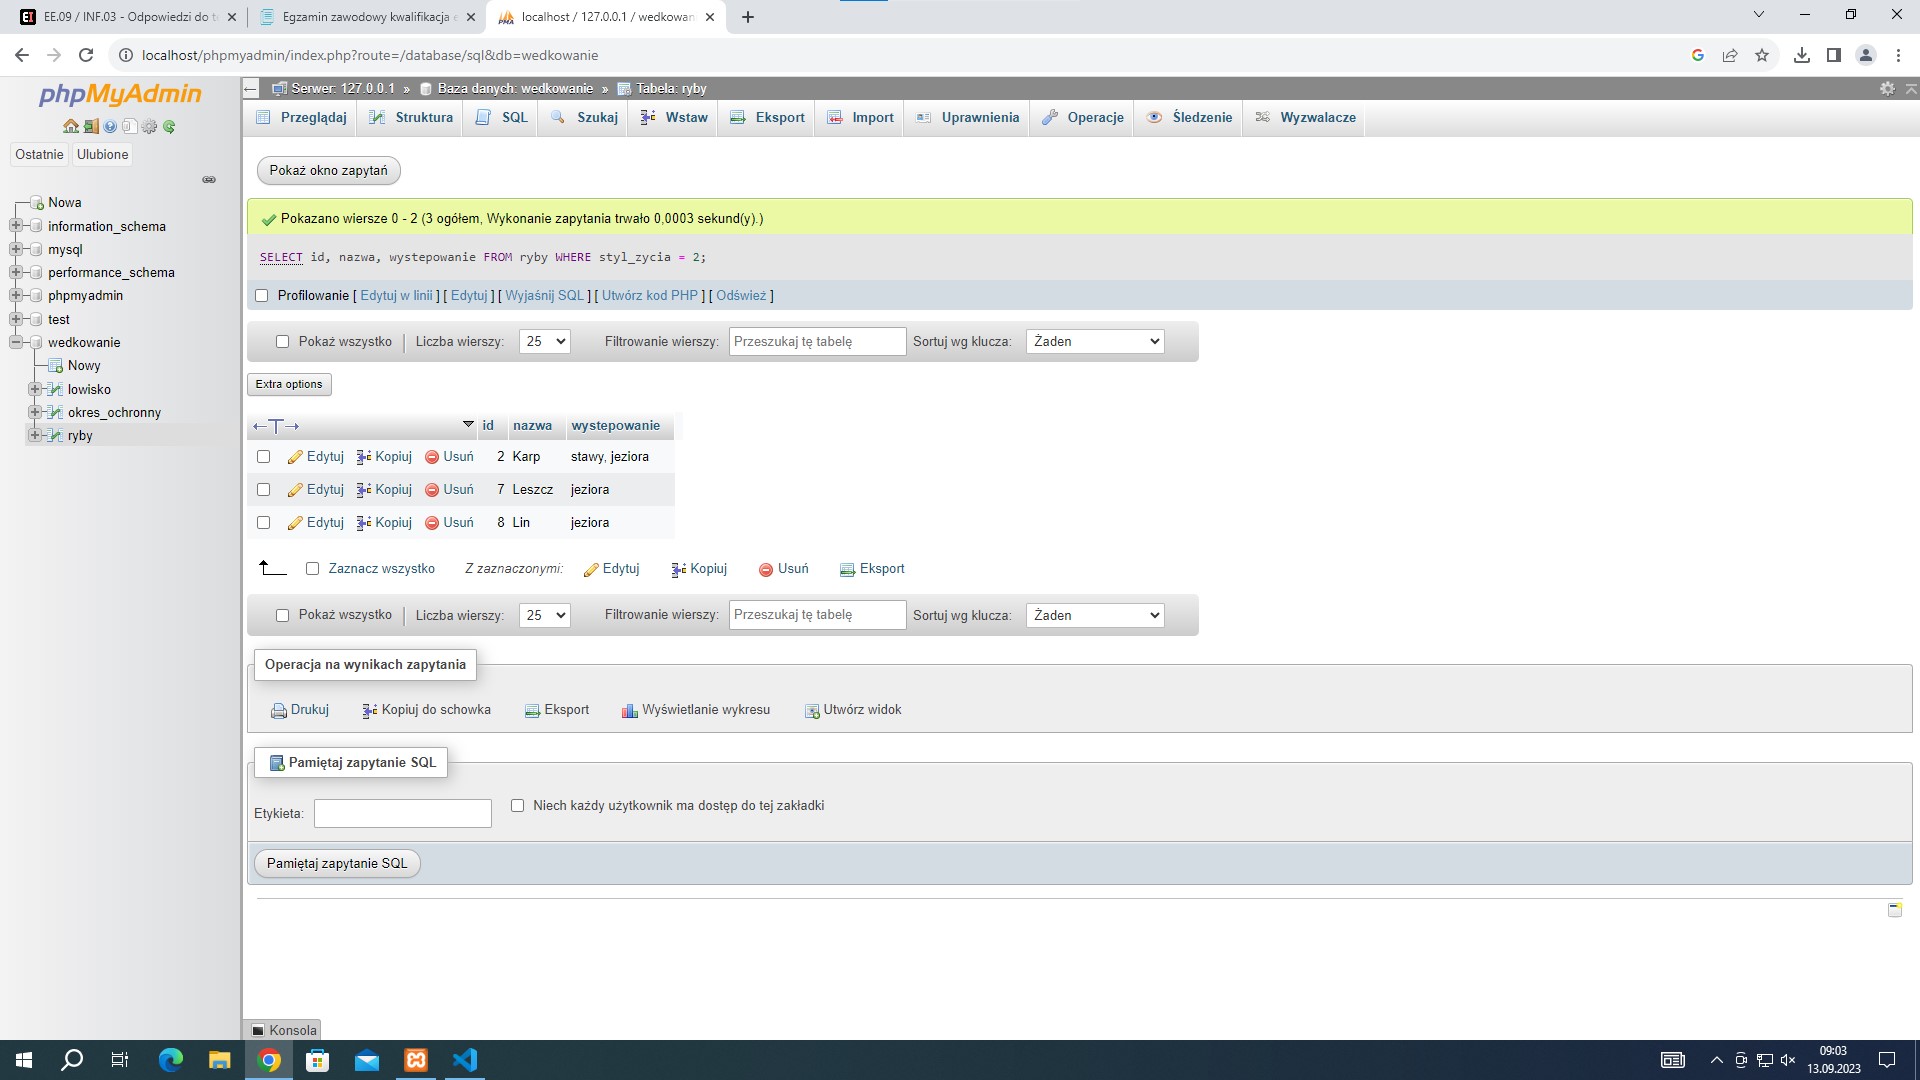 EE.09 / INF.03 - Odpowiedzi do t
Egzamin zawodowy kwalifikacja
localhost / 127.0.0.1 / wedkowan
localhost/phpmyadmin/index.php?route=/database/sql&db=wedkowanie
phpMyAdmin
Ostatnie Ulubione
Nowa
information_schema
mysql
performance_schema
phpmyadmin
test
wedkowanie
Nowy
lowisko
okres_ochronny
ryby
Serwer: 127.0.0.1 » Baza danych: wedkowanie » Tabela: ryby
Przeglądaj Struktura SQL Szukaj Wstaw Eksport Import Uprawnienia Operacje Śledzenie Wyzwalacze
Pokaż okno zapytań
Pokazano wiersze 0 - 2 (3 ogółem, Wykonanie zapytania trwało 0,0003 sekund(y).)
SELECT id, nazwa, wystepowanie FROM ryby WHERE styl_zycia = 2;
Profilowanie [ Edytuj w linii ] [ Edytuj ] [ Wyjaśnij SQL ] [ Utwórz kod PHP ] [ Odśwież ]
Pokaż wszystko Liczba wierszy: 25 Filtrowanie wierszy: Przeszukaj tę tabelę Sortuj wg klucza: Żaden
Extra options
←T→ id nazwa wystepowanie
Edytuj Kopiuj Usuń 2 Karp stawy, jeziora
Edytuj Kopiuj Usuń 7 Leszcz jeziora
Edytuj Kopiuj Usuń 8 Lin jeziora
Zaznacz wszystko Z zaznaczonymi: Edytuj Kopiuj Usuń Eksport
Pokaż wszystko Liczba wierszy: 25 Filtrowanie wierszy: Przeszukaj tę tabelę Sortuj wg klucza: Żaden
Operacja na wynikach zapytania
Drukuj Kopiuj do schowka Eksport Wyświetlanie wykresu Utwórz widok
Pamiętaj zapytanie SQL
Etykieta: Niech każdy użytkownik ma dostęp do tej zakładki
Pamiętaj zapytanie SQL
Konsola
09:03
13.09.2023